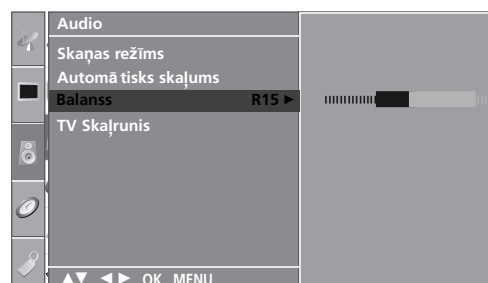 Audio
Skaņas režīms
Automā tisks skaļums
Balanss R15 ►
TV Skaļrunis
▲▼ ◄► OK MENU